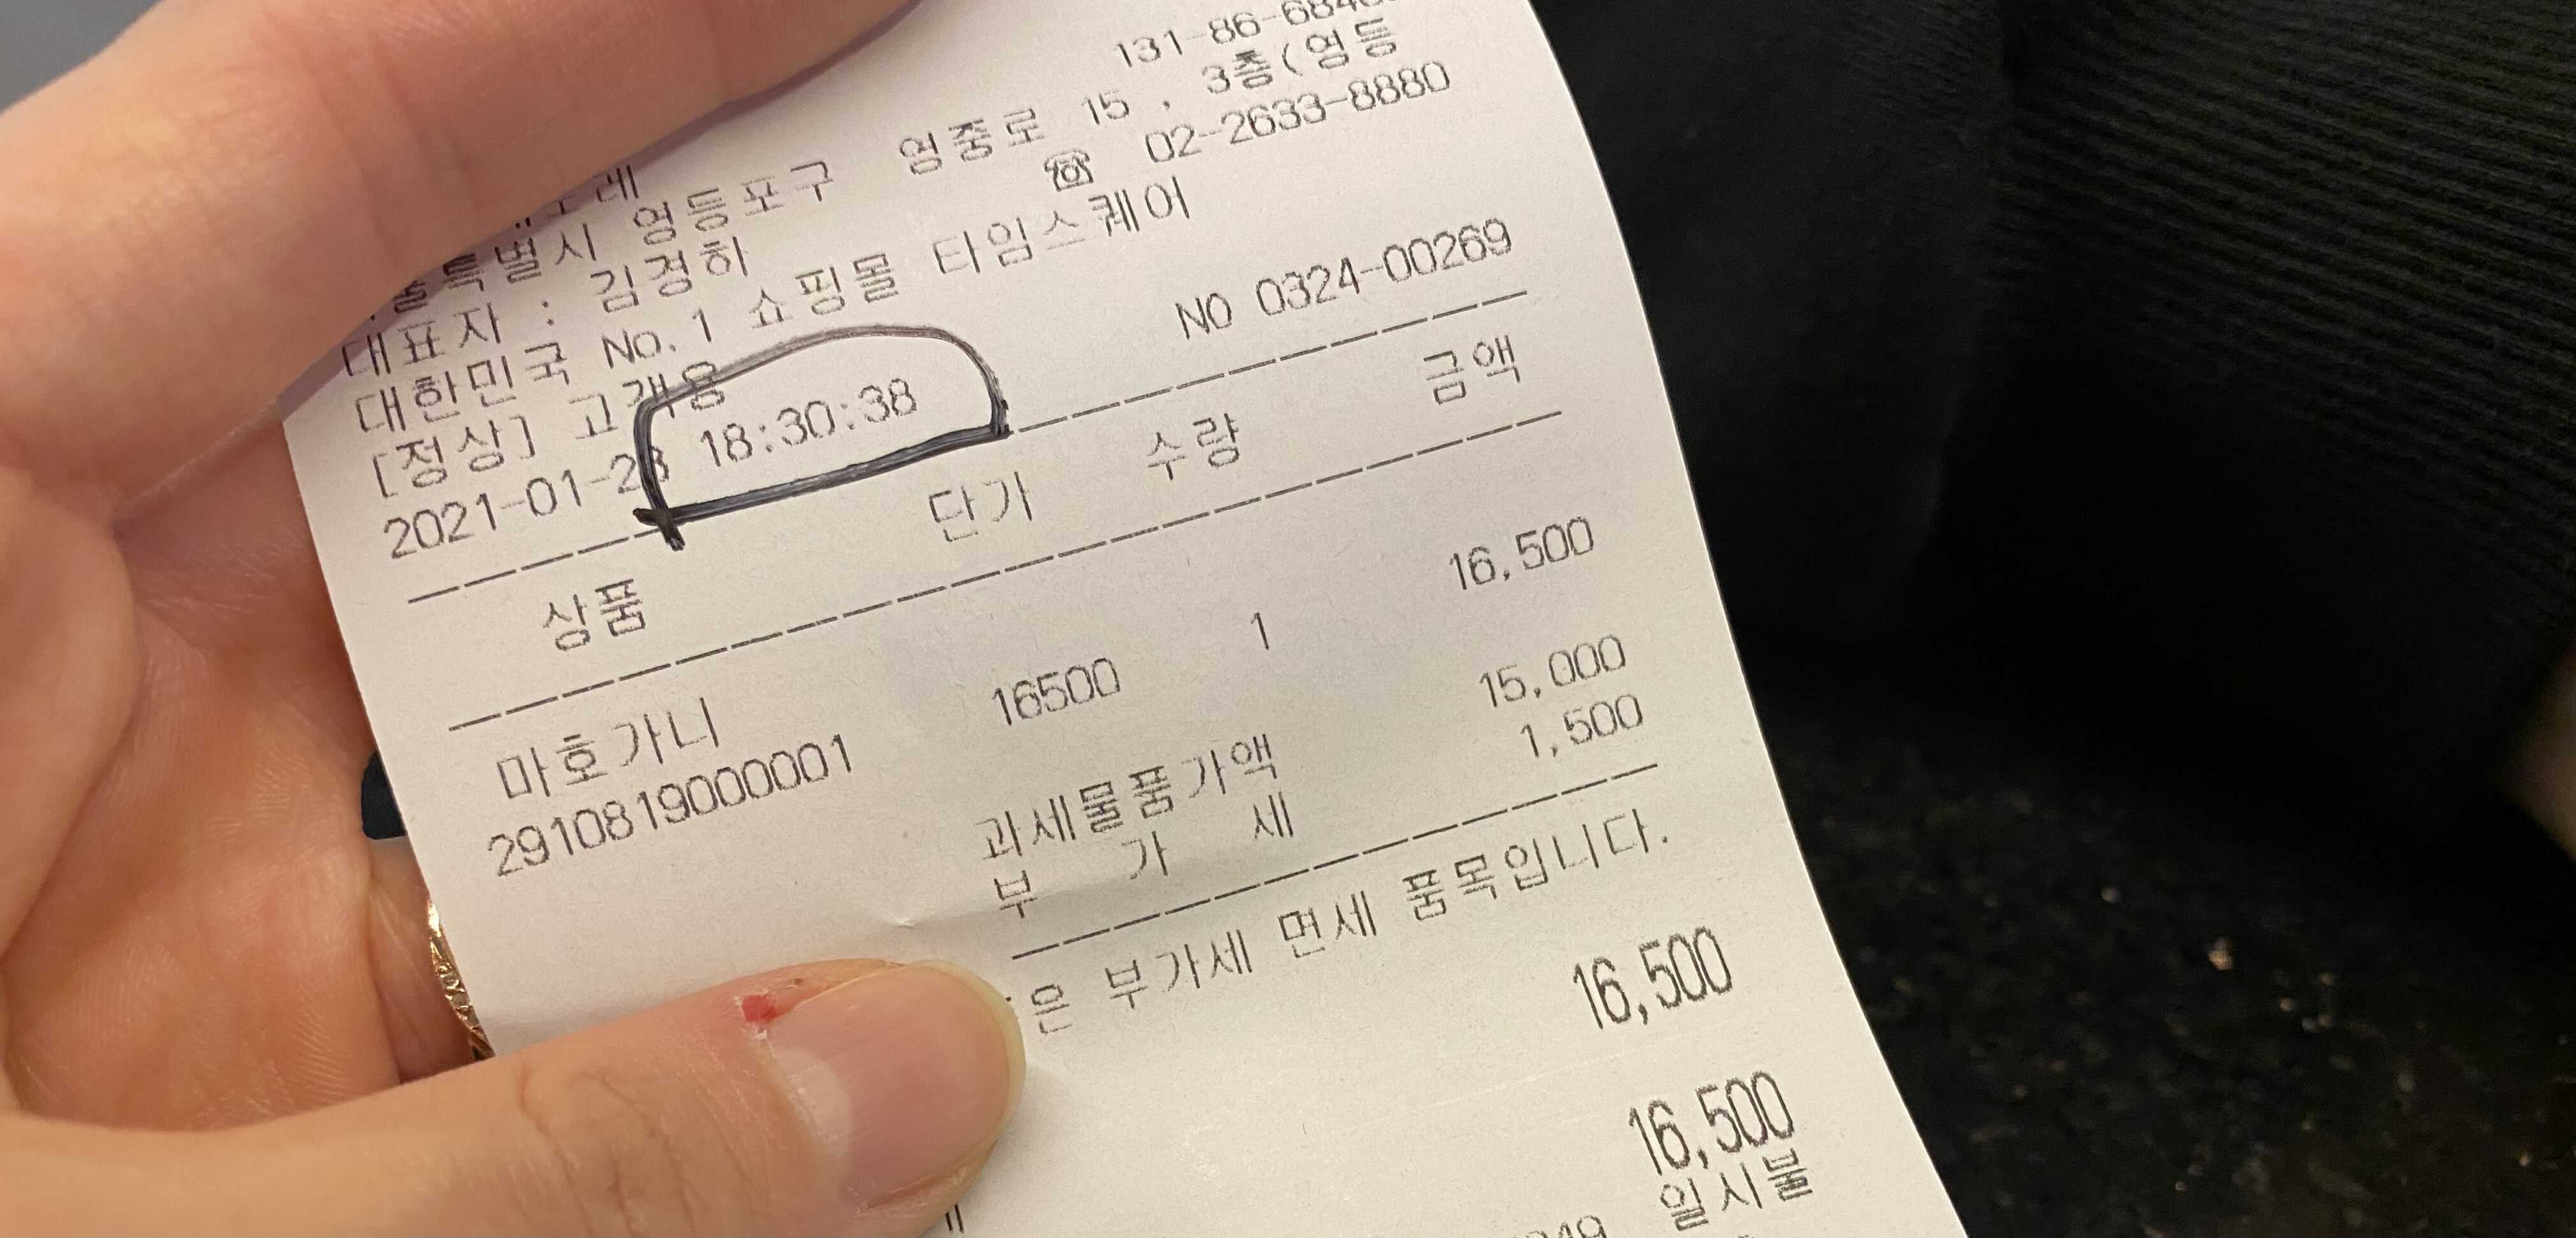 131-86-684
특별시 영등포구 영중로 15 , 3층(영등
대표자 : 김경하 ☏ 02-2633-8880
대한민국 No.1 쇼핑몰 타임스퀘어
[정상] 고객용
2021-01-28 18:30:38 NO 0324-00269
상품 단가 수량 금액
마호가니
2910819000001 16500 1 16,500
과세물품가액 15,000
부 가 세 1,500
은 부가세 면세 품목입니다.
16,500
16,500
일시불